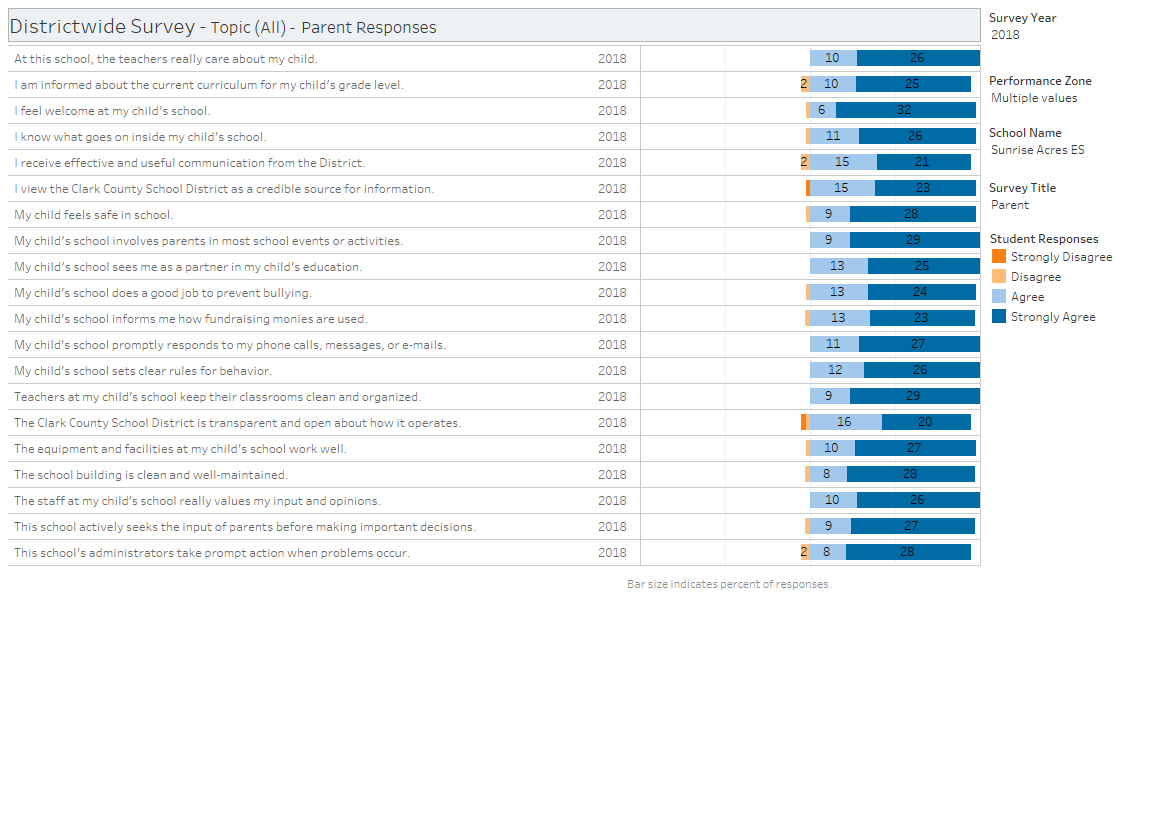 Districtwide Survey - Topic (All) - Parent Responses
At this school, the teachers really care about my child. 2018 10 26
I am informed about the current curriculum for my child's grade level. 2018 2 10 25
I feel welcome at my child's school. 2018 6 32
I know what goes on inside my child's school. 2018 11 26
I receive effective and useful communication from the District. 2018 2 15 21
I view the Clark County School District as a credible source for information. 2018 15 23
My child feels safe in school. 2018 9 28
My child's school involves parents in most school events or activities. 2018 9 29
My child's school sees me as a partner in my child's education. 2018 13 25
My child's school does a good job to prevent bullying. 2018 13 24
My child's school informs me how fundraising monies are used. 2018 13 23
My child's school promptly responds to my phone calls, messages, or e-mails. 2018 11 27
My child's school sets clear rules for behavior. 2018 12 26
Teachers at my child's school keep their classrooms clean and organized. 2018 9 29
The Clark County School District is transparent and open about how it operates. 2018 16 20
The equipment and facilities at my child's school work well. 2018 10 27
The school building is clean and well-maintained. 2018 8 28
The staff at my child's school really values my input and opinions. 2018 10 26
This school actively seeks the input of parents before making important decisions. 2018 9 27
This school's administrators take prompt action when problems occur. 2018 2 8 28
Bar size indicates percent of responses
Survey Year
2018
Performance Zone
Multiple values
School Name
Sunrise Acres ES
Survey Title
Parent
Student Responses
Strongly Disagree
Disagree
Agree
Strongly Agree